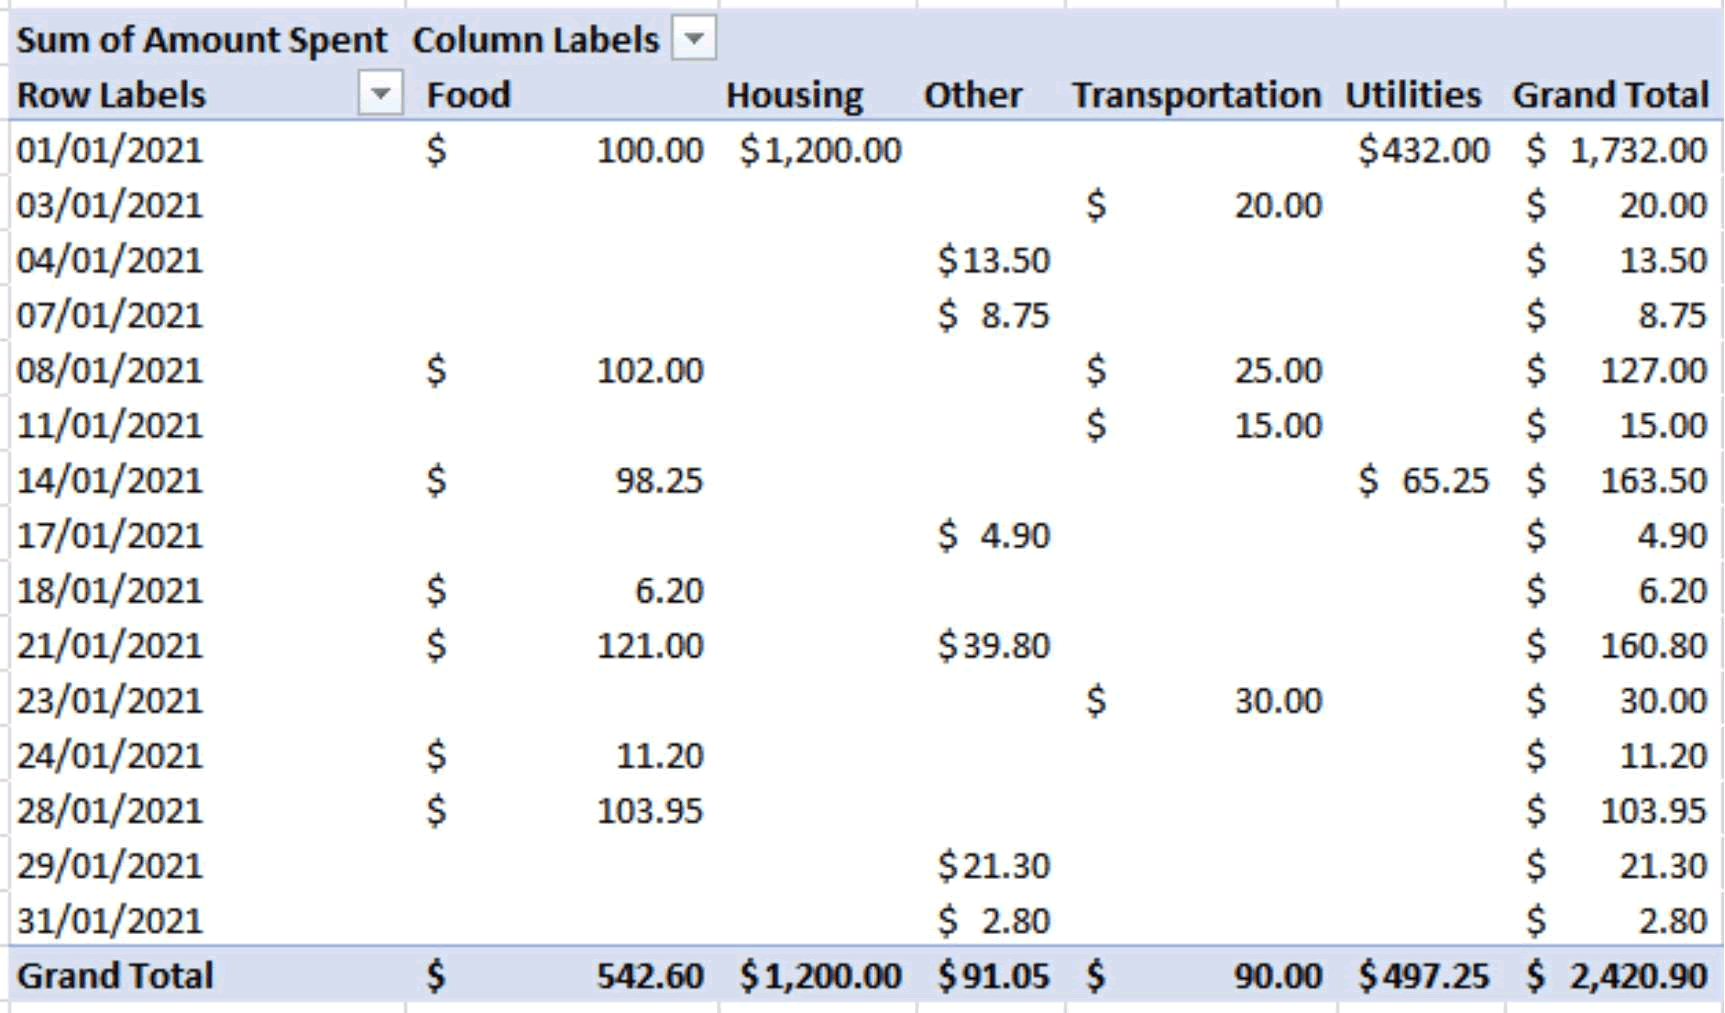 Sum of Amount Spent Column Labels
Row Labels Food Housing Other Transportation Utilities Grand Total
01/01/2021 $ 100.00 $1,200.00 $432.00 $ 1,732.00
03/01/2021 $ 20.00 $ 20.00
04/01/2021 $13.50 $ 13.50
07/01/2021 $ 8.75 $ 8.75
08/01/2021 $ 102.00 $ 25.00 $ 127.00
11/01/2021 $ 15.00 $ 15.00
14/01/2021 $ 98.25 $ 65.25 $ 163.50
17/01/2021 $ 4.90 $ 4.90
18/01/2021 $ 6.20 $ 6.20
21/01/2021 $ 121.00 $39.80 $ 160.80
23/01/2021 $ 30.00 $ 30.00
24/01/2021 $ 11.20 $ 11.20
28/01/2021 $ 103.95 $ 103.95
29/01/2021 $21.30 $ 21.30
31/01/2021 $ 2.80 $ 2.80
Grand Total $ 542.60 $1,200.00 $91.05 $ 90.00 $497.25 $ 2,420.90